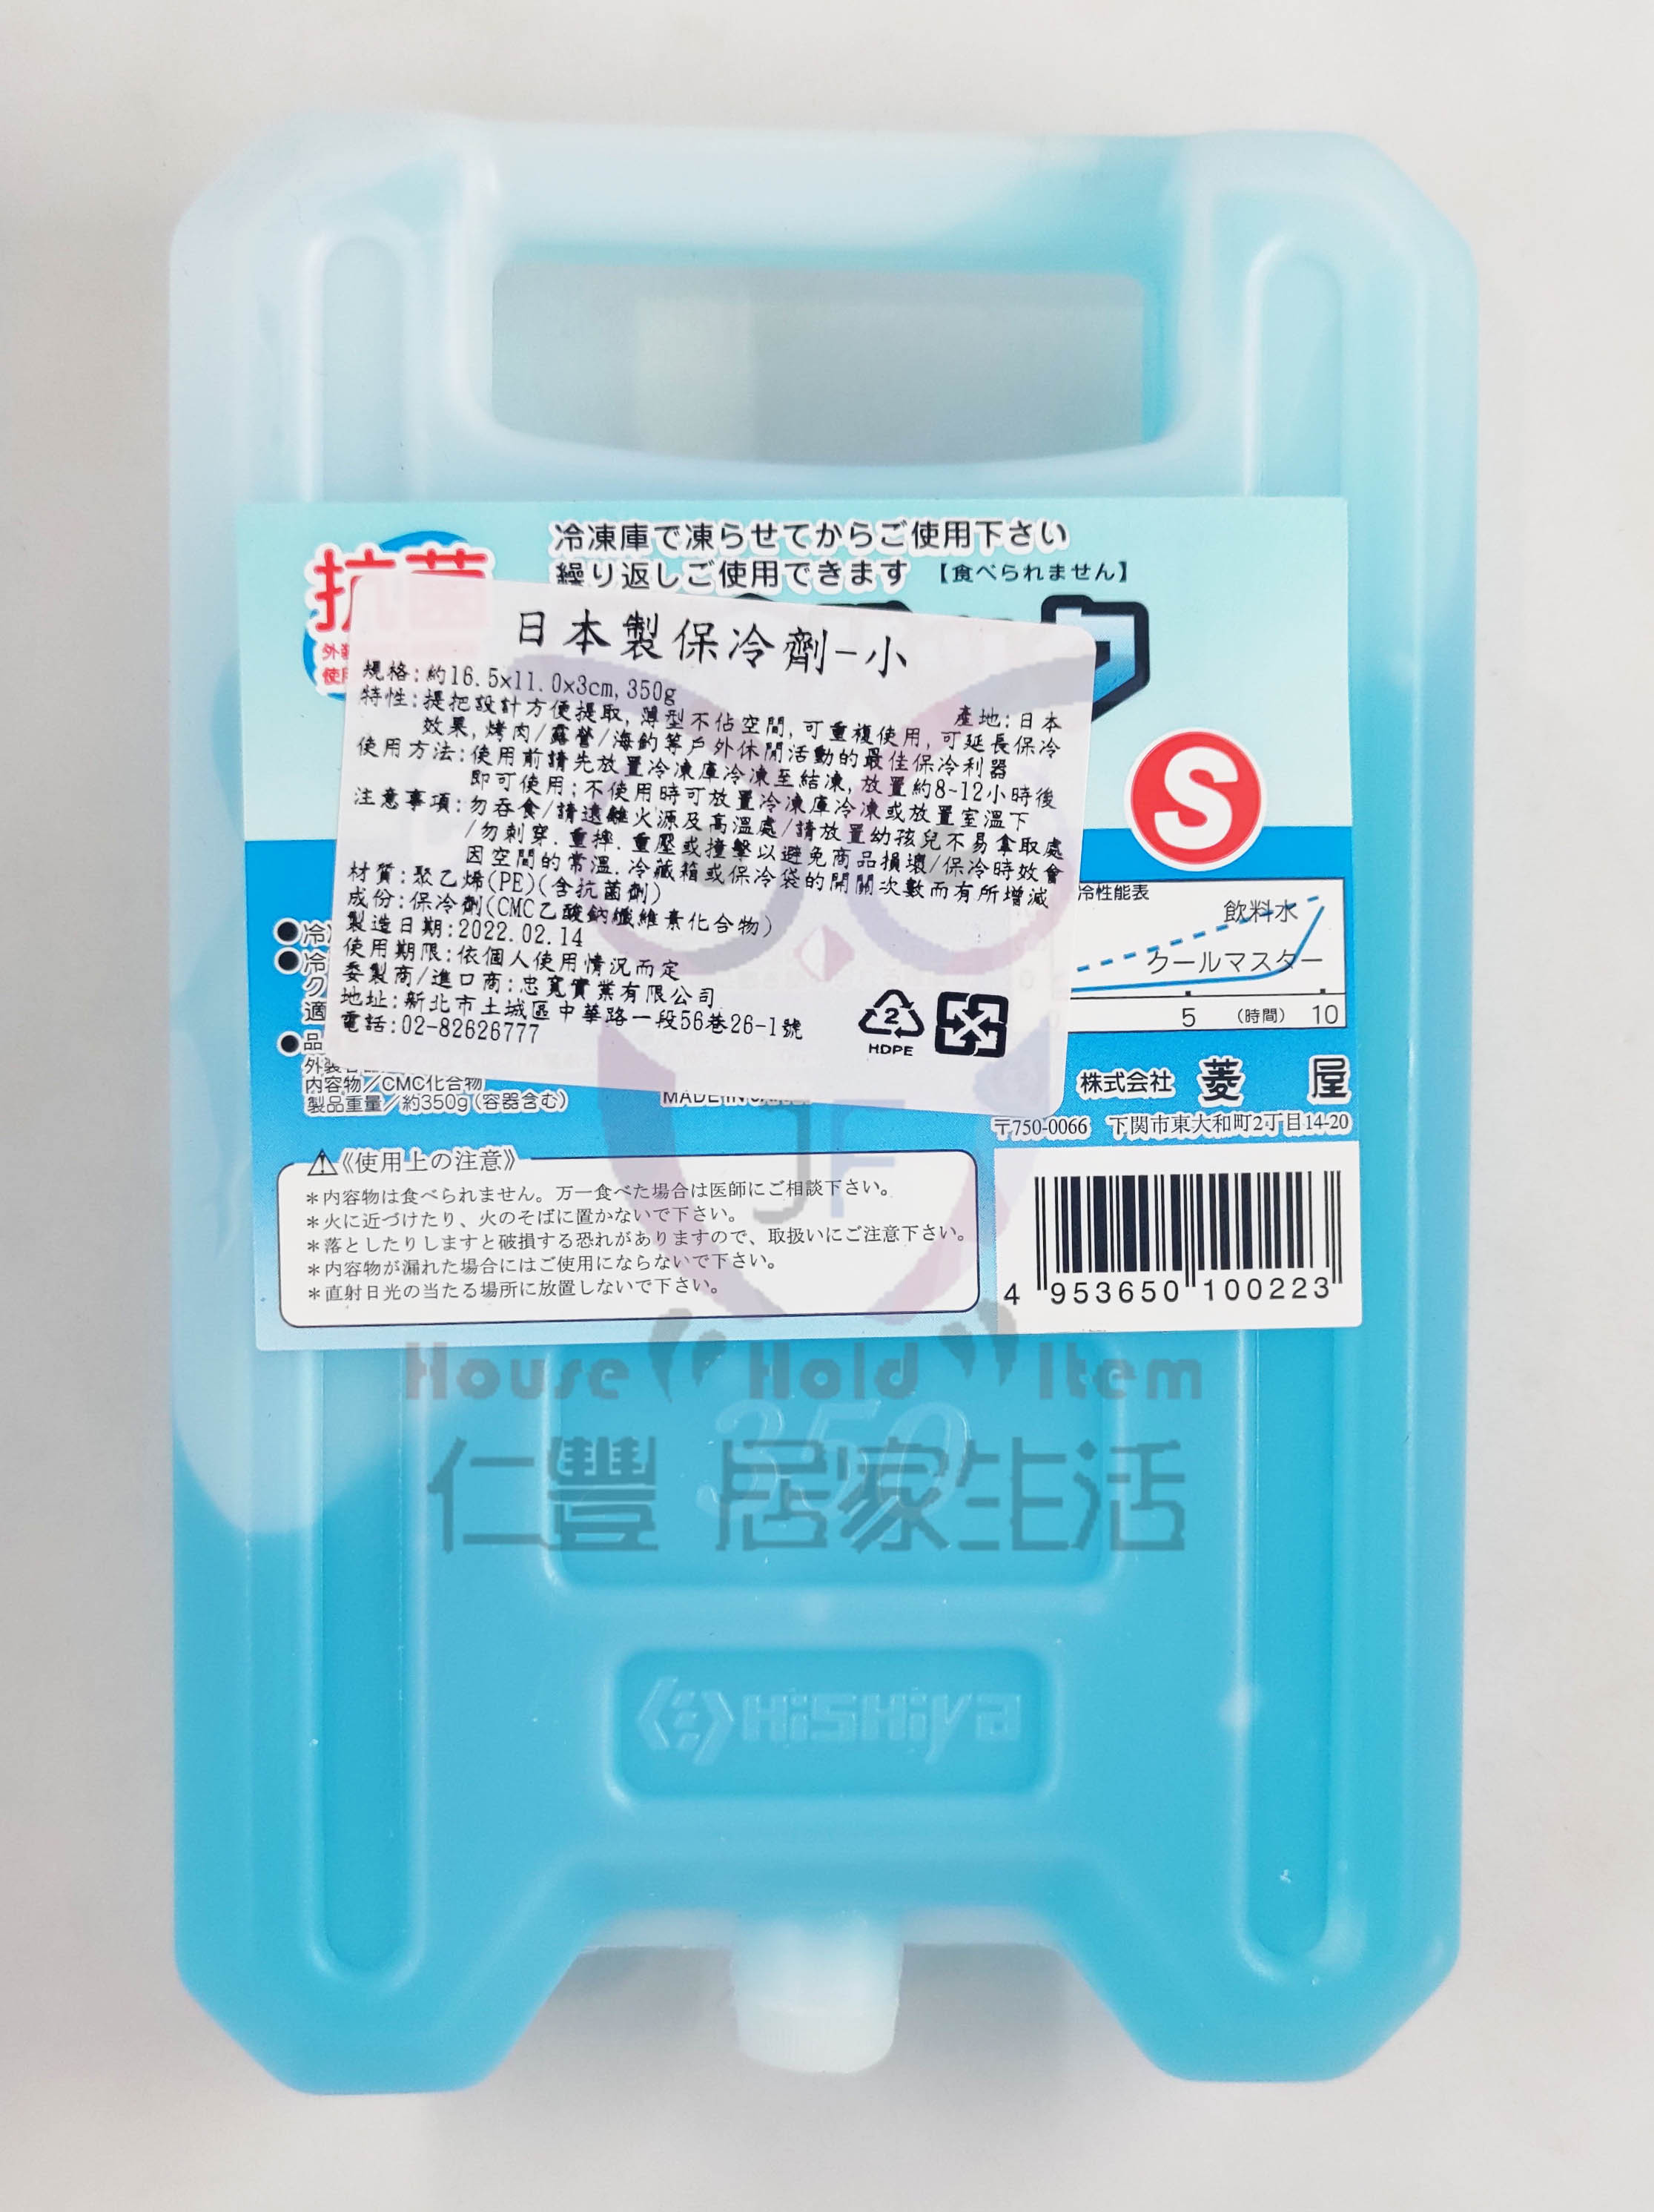 抗菌
冷凍庫で凍らせてからご使用下さい
繰り返しご使用できます 【食べられません】
日本製保冷劑-小
規格:約16.5x11.0x3cm,350g
產地:日本
特性:提把設計方便提取,薄型不佔空間,可重複使用,可延長保冷
效果,烤肉/露營/海釣等戶外休閒活動的最佳保冷利器
使用方法:使用前請先放置冷凍庫冷凍至結凍,放置約8~12小時後
即可使用;不使用時可放置冷凍庫冷凍或放置室溫下
注意事項:勿吞食/請遠離火源及高溫處/請放置幼孩兒不易拿取處
/勿刺穿.重摔.重壓或撞擊以避免商品損壞/保冷時效會
因空間的常溫.冷藏箱或保冷袋的開關次數而有所增減
材質:聚乙烯(PE)(含抗菌劑)
成份:保冷劑(CMC乙酸鈉纖維素化合物)
製造日期:2022.02.14
使用期限:依個人使用情況而定
委製商/進口商:忠寬實業有限公司
地址:新北市土城區中華路一段56巷26-1號
電話:02-82626777
2
HDPE
S
冷性能表
飲料水
クールマスター
5 (時間) 10
●冷
●冷
ク
適
●品
内容物/CMC化合物
製品重量/約350g(容器含む)
MADE IN
株式会社 菱屋
〒750-0066 下関市東大和町2丁目14-20
⚠《使用上の注意》
*内容物は食べられません。万一食べた場合は医師にご相談下さい。
*火に近づけたり、火のそばに置かないで下さい。
*落としたりしますと破損する恐れがありますので、取扱いにご注意下さい。
*内容物が漏れた場合にはご使用にならないで下さい。
*直射日光の当たる場所に放置しないで下さい。
4 953650 100223
JF
House Hold Item
350
仁豐 居家生活
HiSHiya